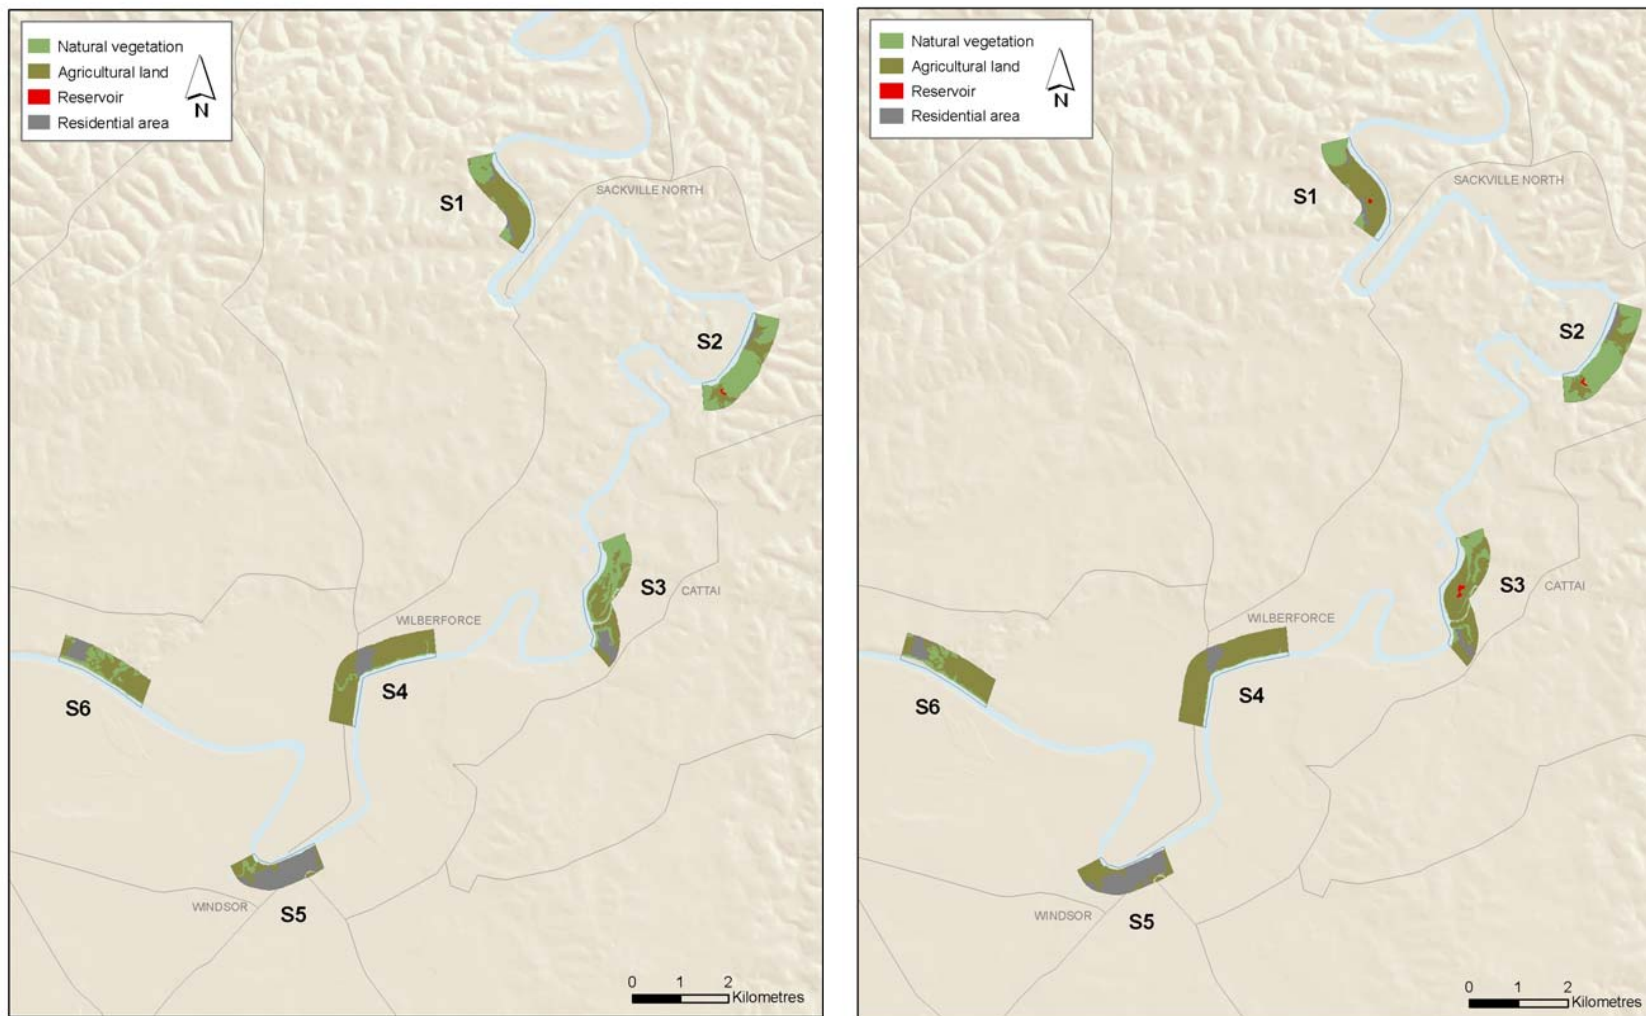 Natural vegetation
Agricultural land
Reservoir
Residential area
N
SACKVILLE NORTH
S1
S2
S3
CATTAI
WILBERFORCE
S4
S6
WINDSOR
S5
0 1 2
Kilometres
Natural vegetation
Agricultural land
Reservoir
Residential area
N
SACKVILLE NORTH
S1
S2
S3
CATTAI
WILBERFORCE
S4
S6
WINDSOR
S5
0 1 2
Kilometres